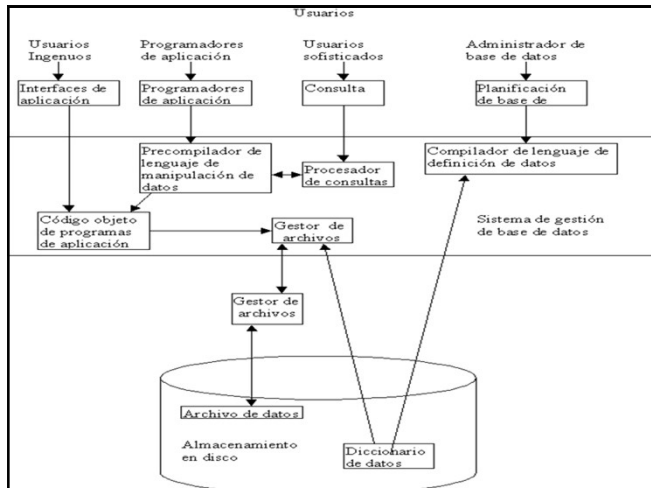 Usuarios
Usuarios
Ingenuos
Programadores
de aplicación
Usuarios
sofisticados
Administrador de
base de datos
Interfaces de
aplicación
Programadores
de aplicación
Consulta
Planificación
de base de
Precompilador de
lenguaje de
manipulación de
datos
Procesador
de consultas
Compilador de lenguaje de
definición de datos
Código objeto
de programas
de aplicación
Gestor de
archivos
Sistema de gestión
de base de datos
Gestor de
archivos
Archivo de datos
Almacenamiento
en disco
Diccionario
de datos